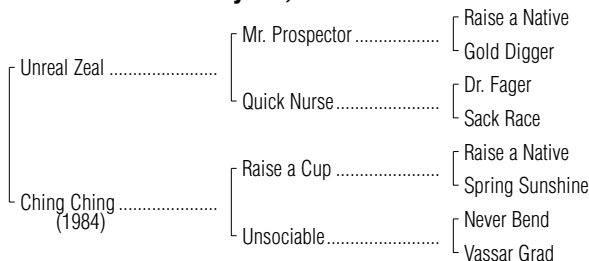 Raise a Native
Mr. Prospector ..................
Gold Digger
Unreal Zeal ......................
Dr. Fager
Quick Nurse......................
Sack Race
Raise a Native
Raise a Cup ......................
Spring Sunshine
Ching Ching ....................
(1984)
Never Bend
Unsociable........................
Vassar Grad